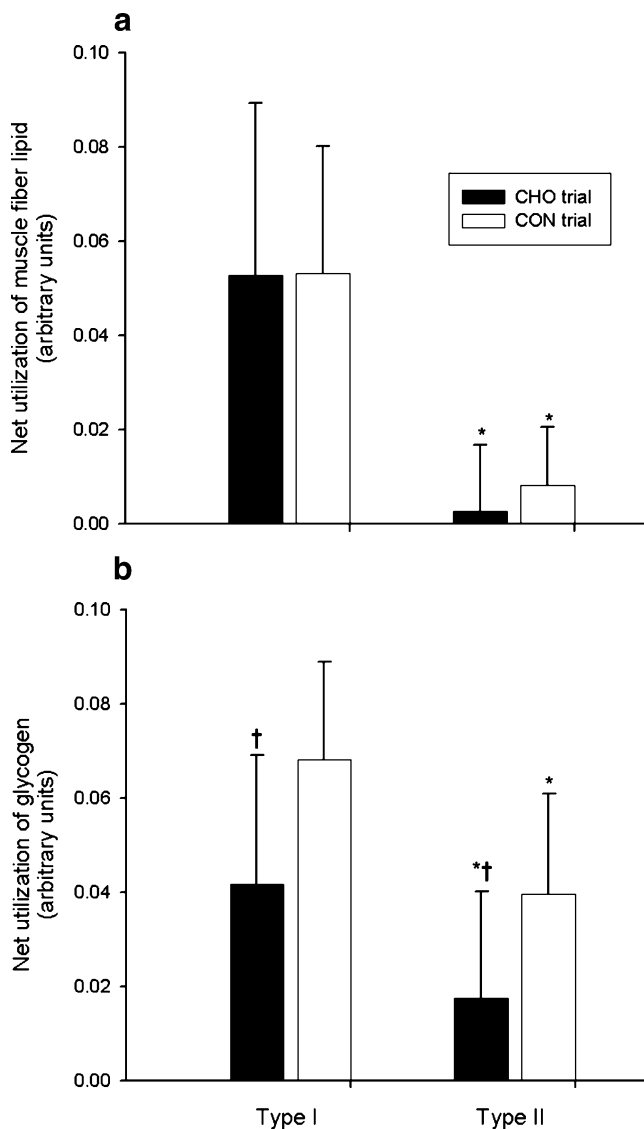 a
0.10
0.08
0.06
0.04
0.02
0.00
Net utilization of muscle fiber lipid
(arbitrary units)
CHO trial
CON trial
*
*
b
0.10
0.08
0.06
0.04
0.02
0.00
Net utilization of glycogen
(arbitrary units)
†
*†
*
Type I
Type II